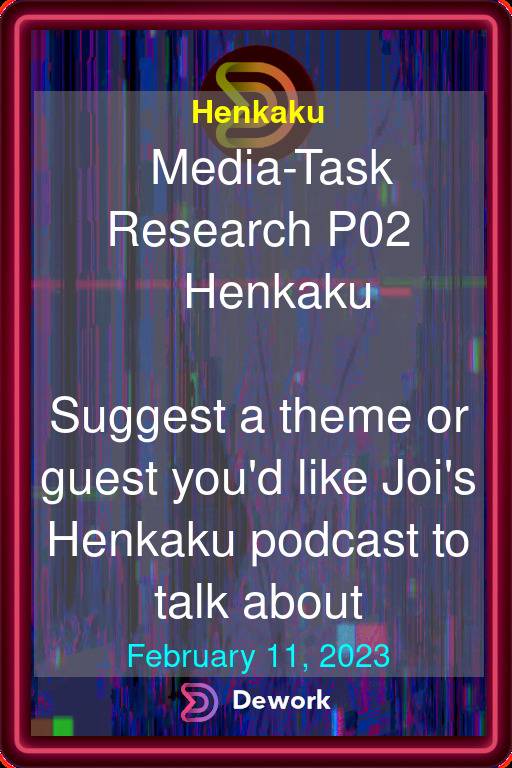 Henkaku
Media-Task
Research P02
Henkaku
Suggest a theme or
guest you'd like Joi's
Henkaku podcast to
talk about
February 11, 2023
Dework